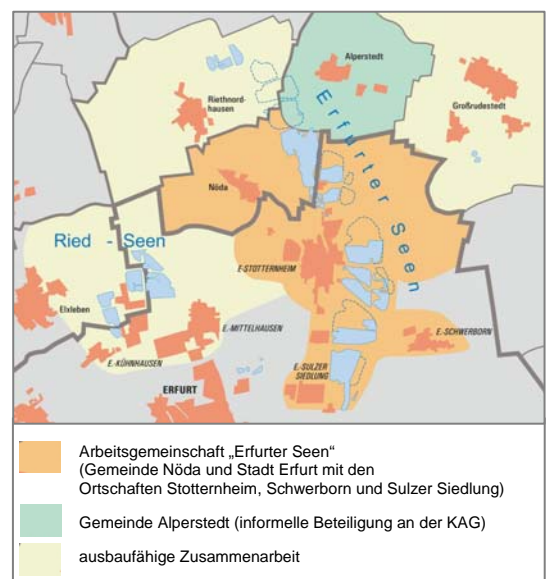 Alperstedt
Großrudestedt
Riethnord-
hausen
Erfurter Seen
Nöda
Ried - Seen
E-STOTTERNHEIM
Elxleben
E.-MITTELHAUSEN
E.-SCHWERBORN
E.-KÜHNHAUSEN
E.-SULZER
SIEDLUNG
ERFURT
Arbeitsgemeinschaft „Erfurter Seen“
(Gemeinde Nöda und Stadt Erfurt mit den
Ortschaften Stotternheim, Schwerborn und Sulzer Siedlung)
Gemeinde Alperstedt (informelle Beteiligung an der KAG)
ausbaufähige Zusammenarbeit